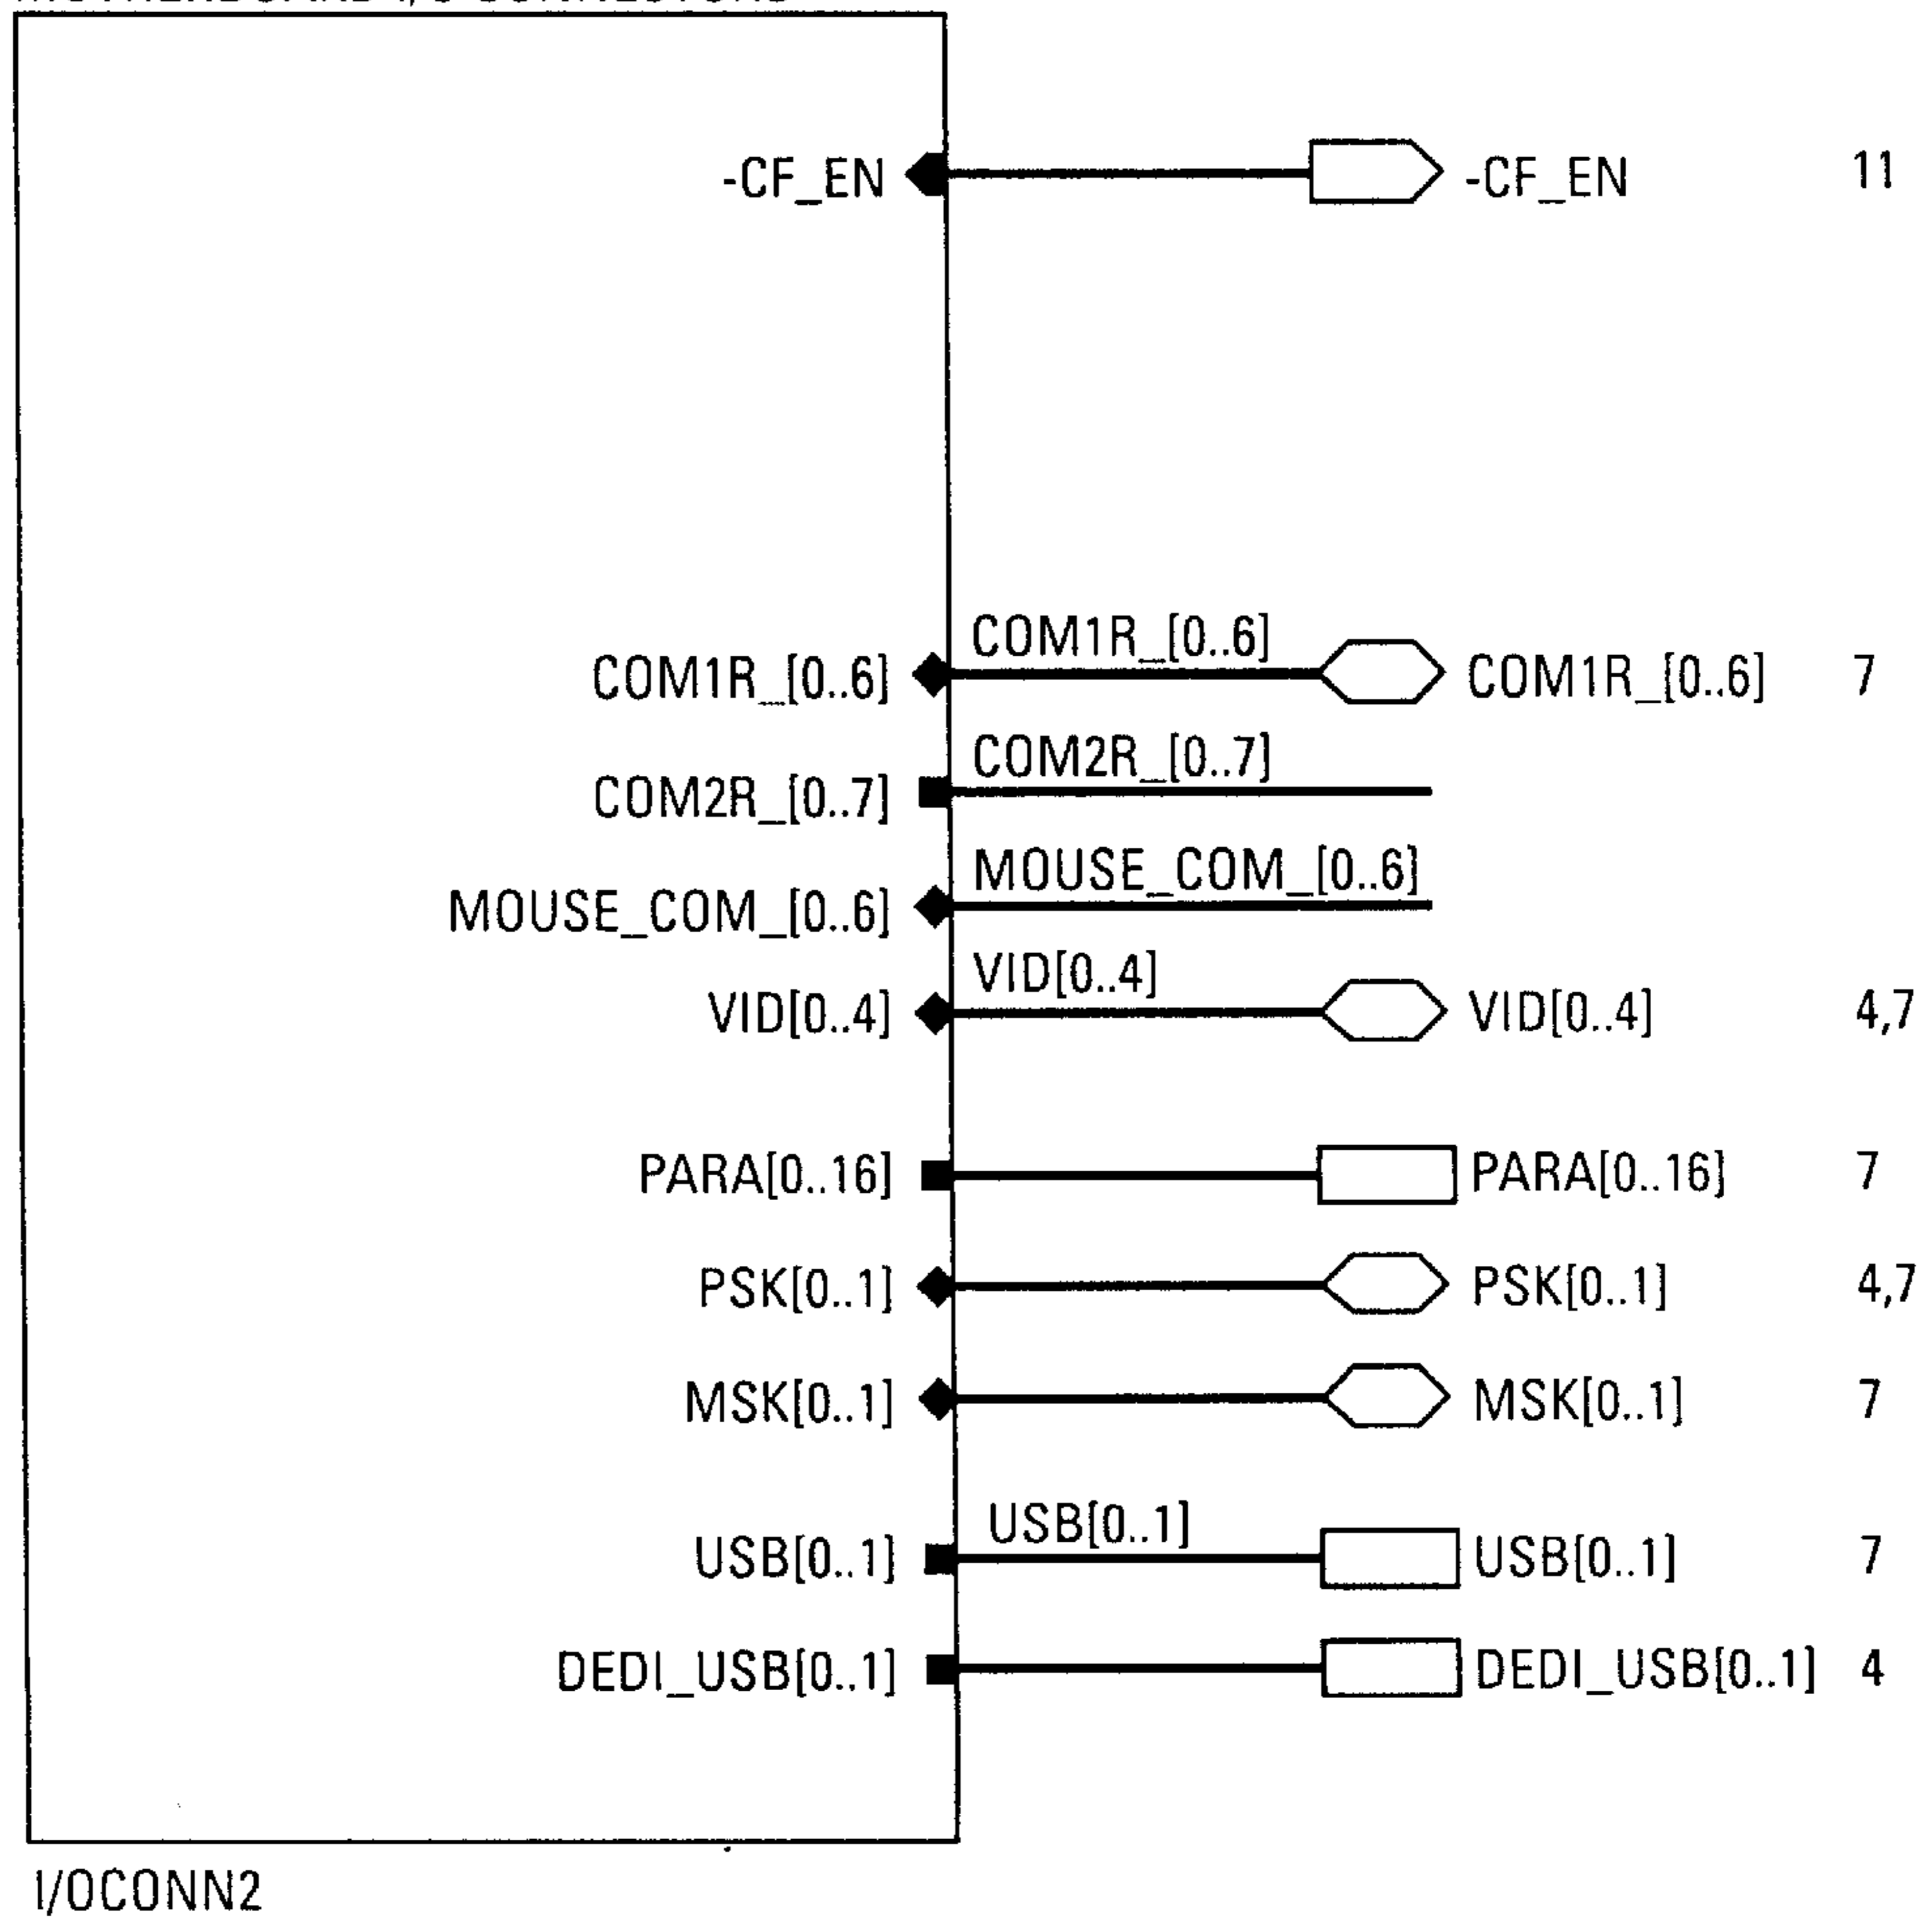 -CF_EN -CF_EN 11
COM1R_[0..6]
COM1R_[0..6] COM1R_[0..6] 7
COM2R_[0..7]
COM2R_[0..7]
MOUSE_COM_[0..6]
MOUSE_COM_[0..6]
VID[0..4]
VID[0..4] VID[0..4] 4,7
PARA[0..16] PARA[0..16] 7
PSK[0..1] PSK[0..1] 4,7
MSK[0..1] MSK[0..1] 7
USB[0..1]
USB[0..1] USB[0..1] 7
DEDI_USB[0..1] DEDI_USB[0..1] 4
I/OCONN2